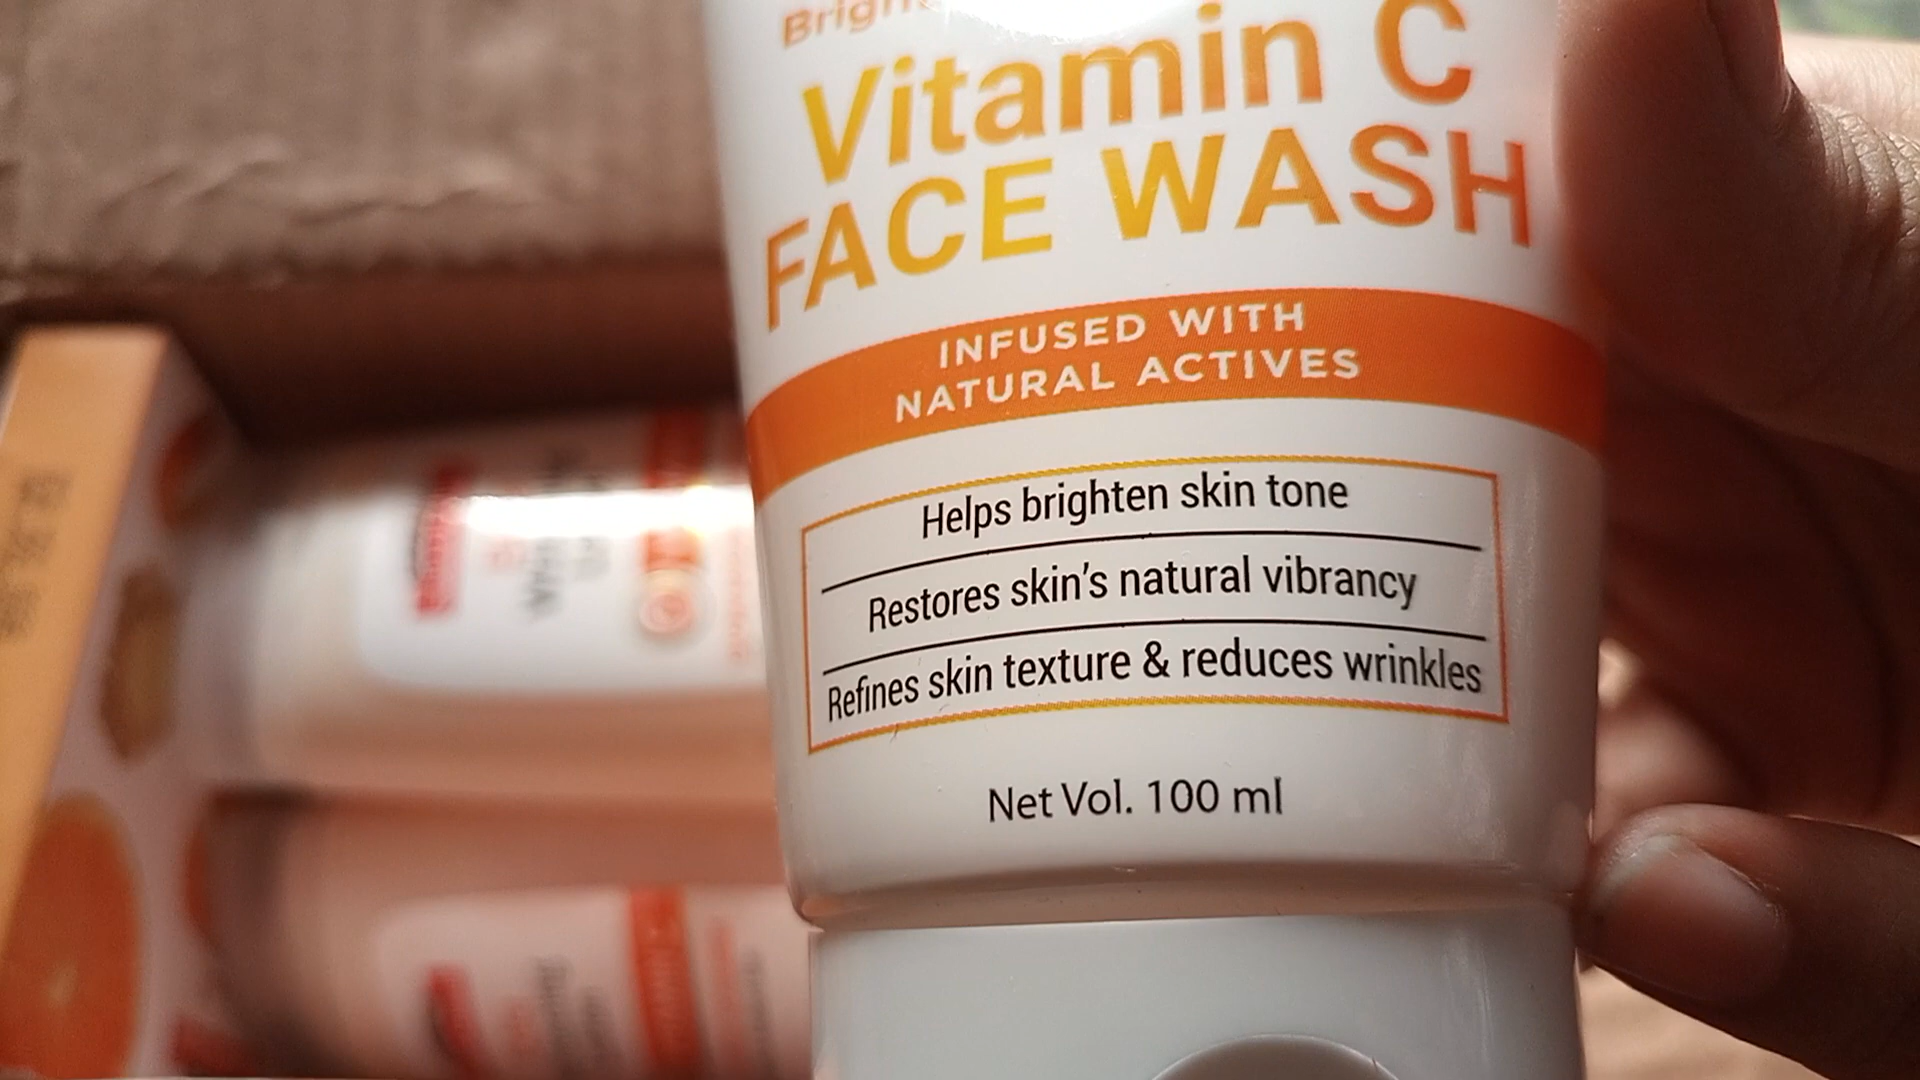 Vitamin C
FACE WASH
INFUSED WITH
NATURAL ACTIVES
Helps brighten skin tone
Restores skin's natural vibrancy
Refines skin texture & reduces wrinkles
Net Vol. 100 ml